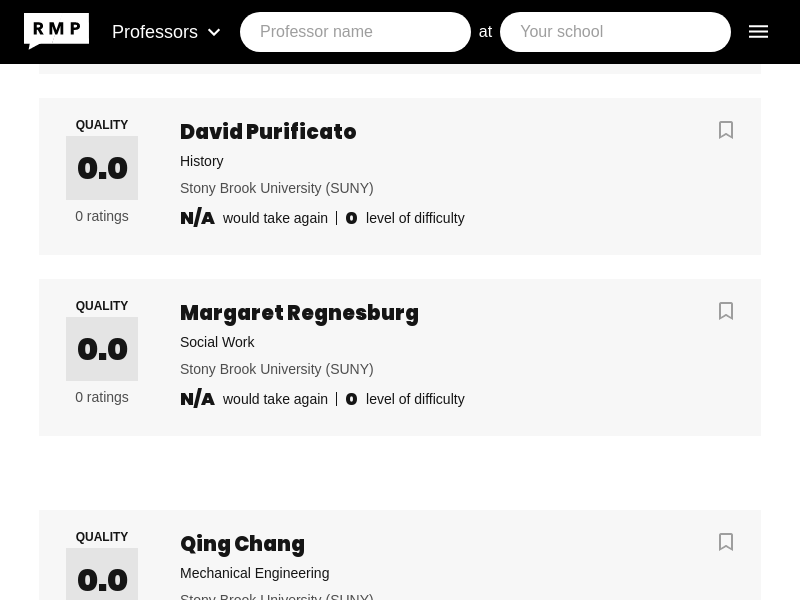 RMP
Professors
Professor name
at
Your school
QUALITY
0.0
0 ratings
David Purificato
History
Stony Brook University (SUNY)
N/A would take again | 0 level of difficulty
QUALITY
0.0
0 ratings
Margaret Regnesburg
Social Work
Stony Brook University (SUNY)
N/A would take again | 0 level of difficulty
QUALITY
0.0
Qing Chang
Mechanical Engineering
Stony Brook University (SUNY)